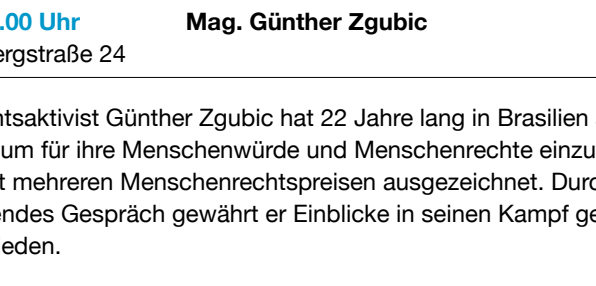 .00 Uhr Mag. Günther Zgubic
ergstraße 24
ntsaktivist Günther Zgubic hat 22 Jahre lang in Brasilien
um für ihre Menschenwürde und Menschenrechte einzu
t mehreren Menschenrechtspreisen ausgezeichnet. Durc
endes Gespräch gewährt er Einblicke in seinen Kampf ge
ieden.